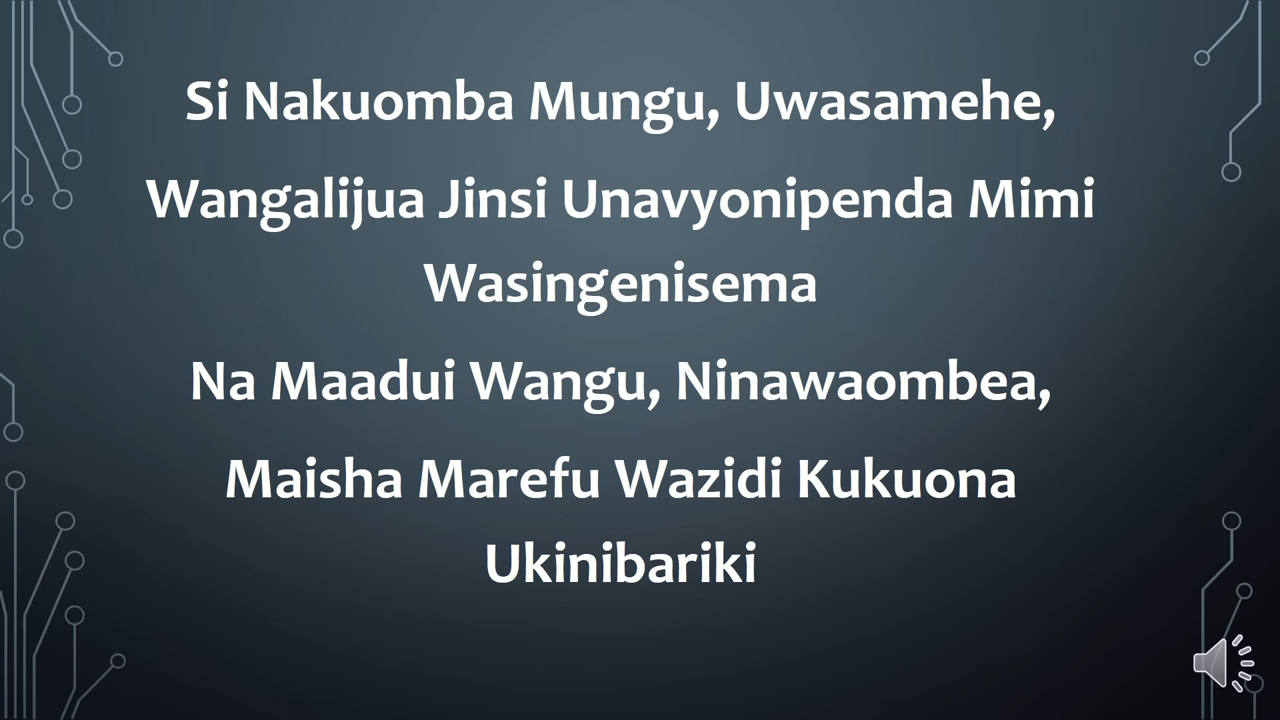 Si Nakuomba Mungu, Uwasamehe,
Wangalijua Jinsi Unavyonipenda Mimi
Wasingenisema
Na Maadui Wangu, Ninawaombea,
Maisha Marefu Wazidi Kukuona
Ukinibariki